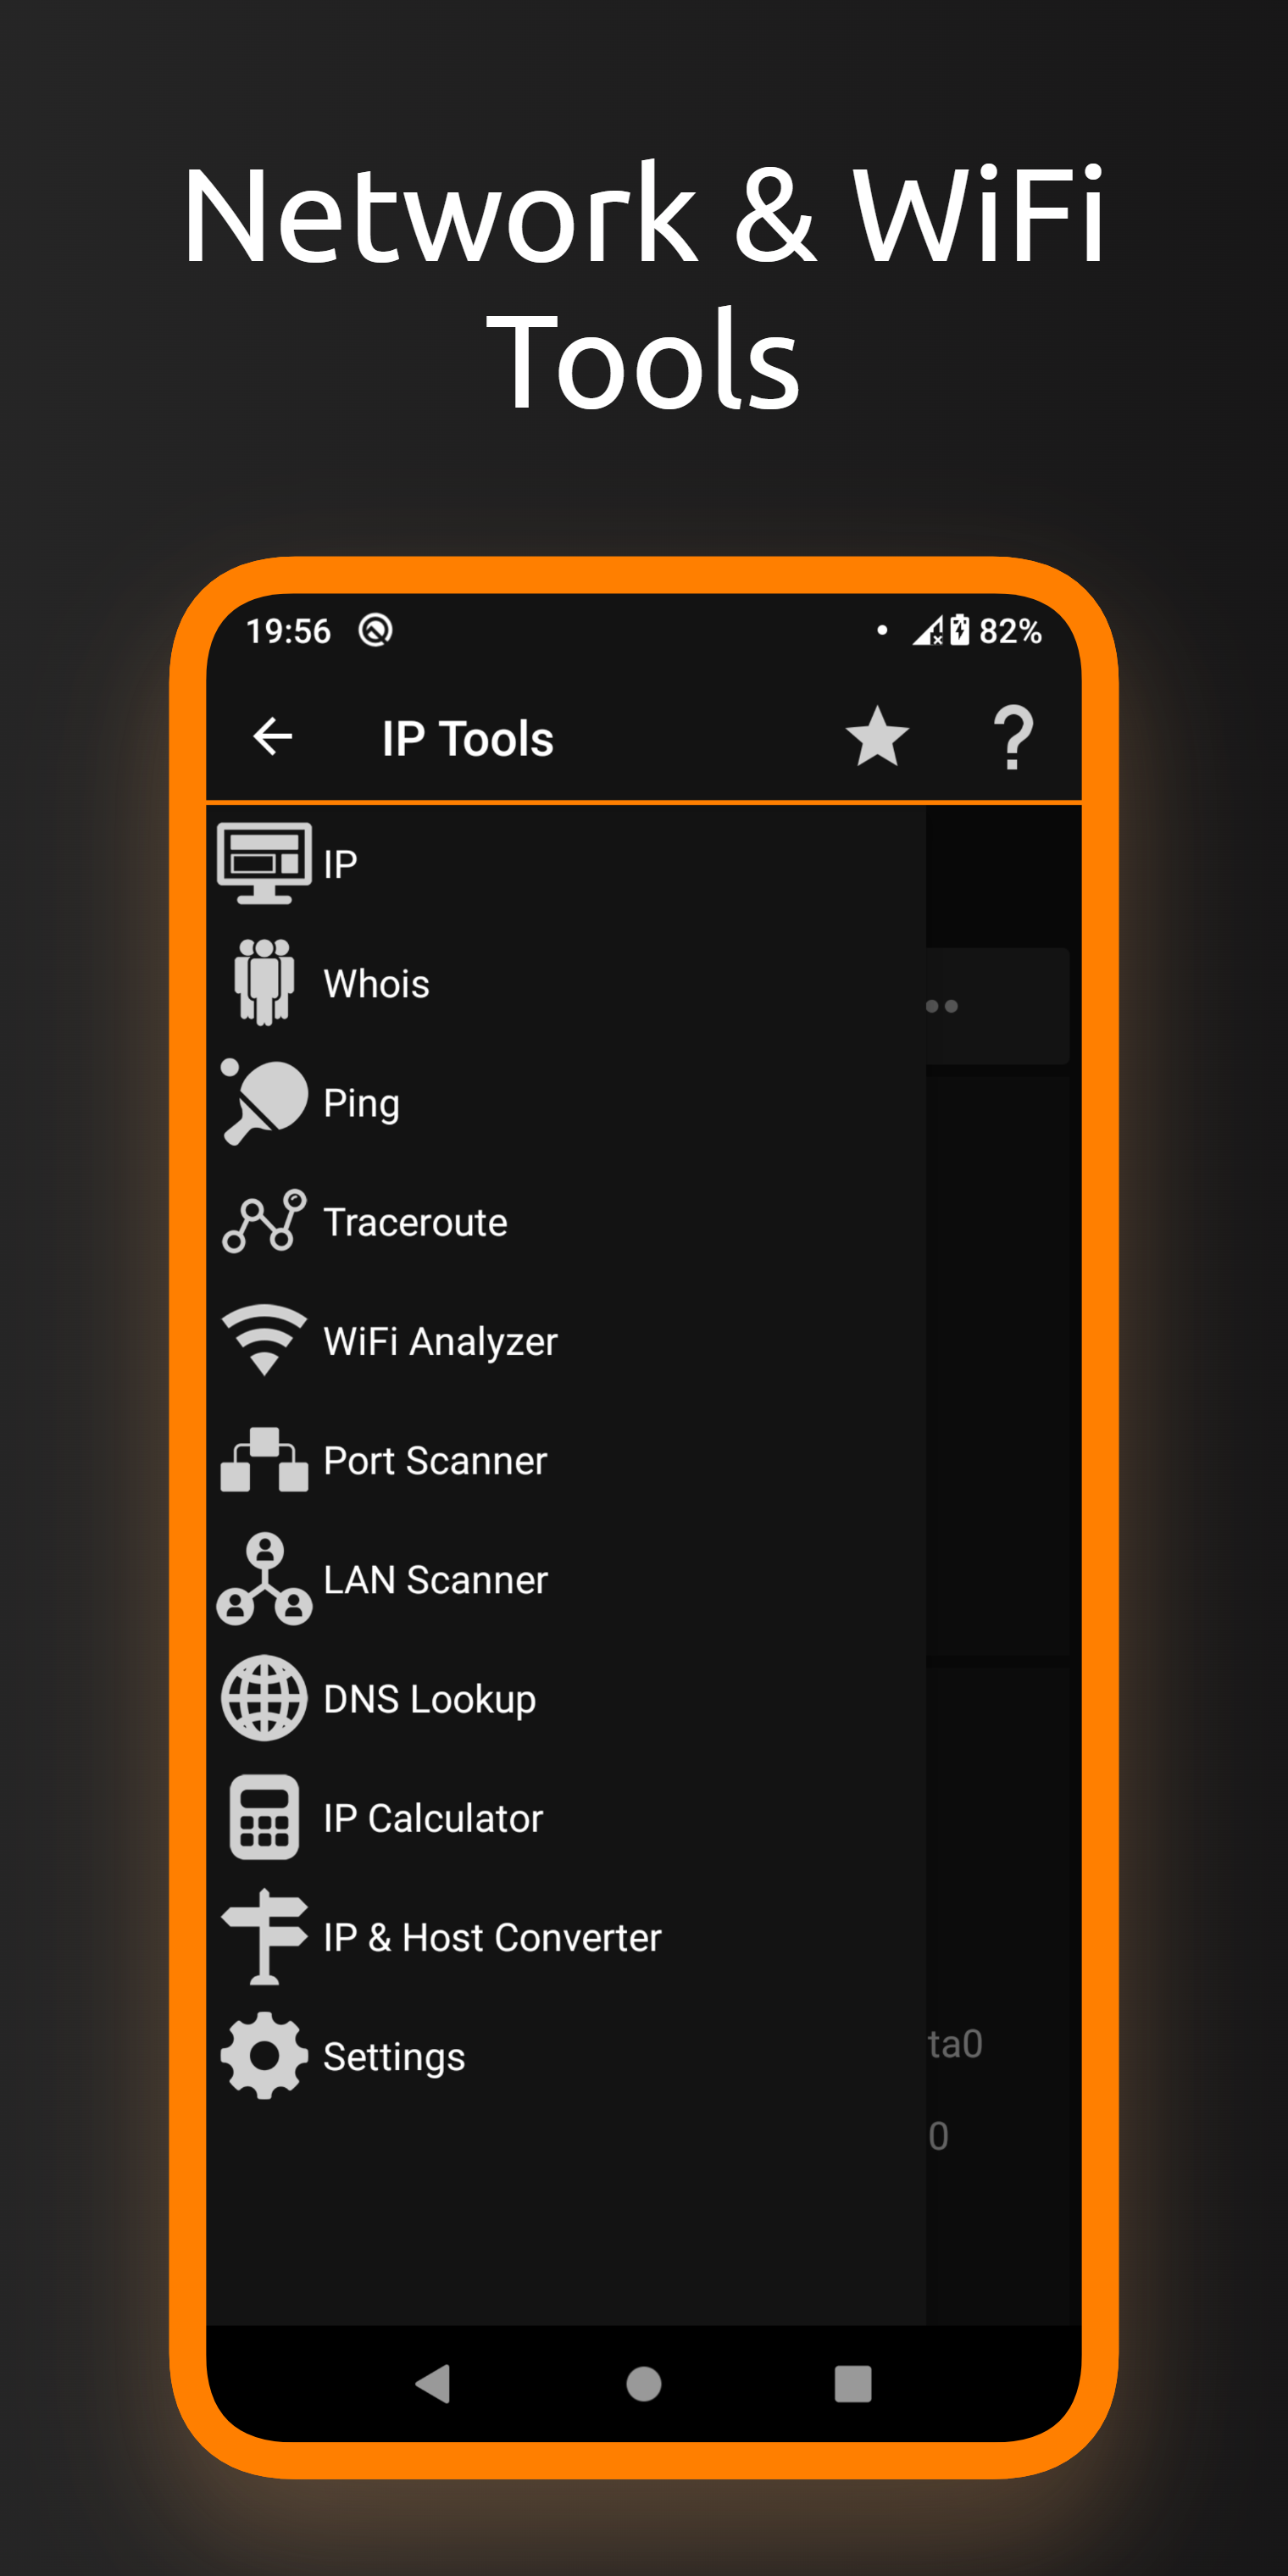 Network & WiFi
Tools
19:56
82%
IP Tools
IP
Whois
Ping
Traceroute
WiFi Analyzer
Port Scanner
LAN Scanner
DNS Lookup
IP Calculator
IP & Host Converter
ta0
Settings
0